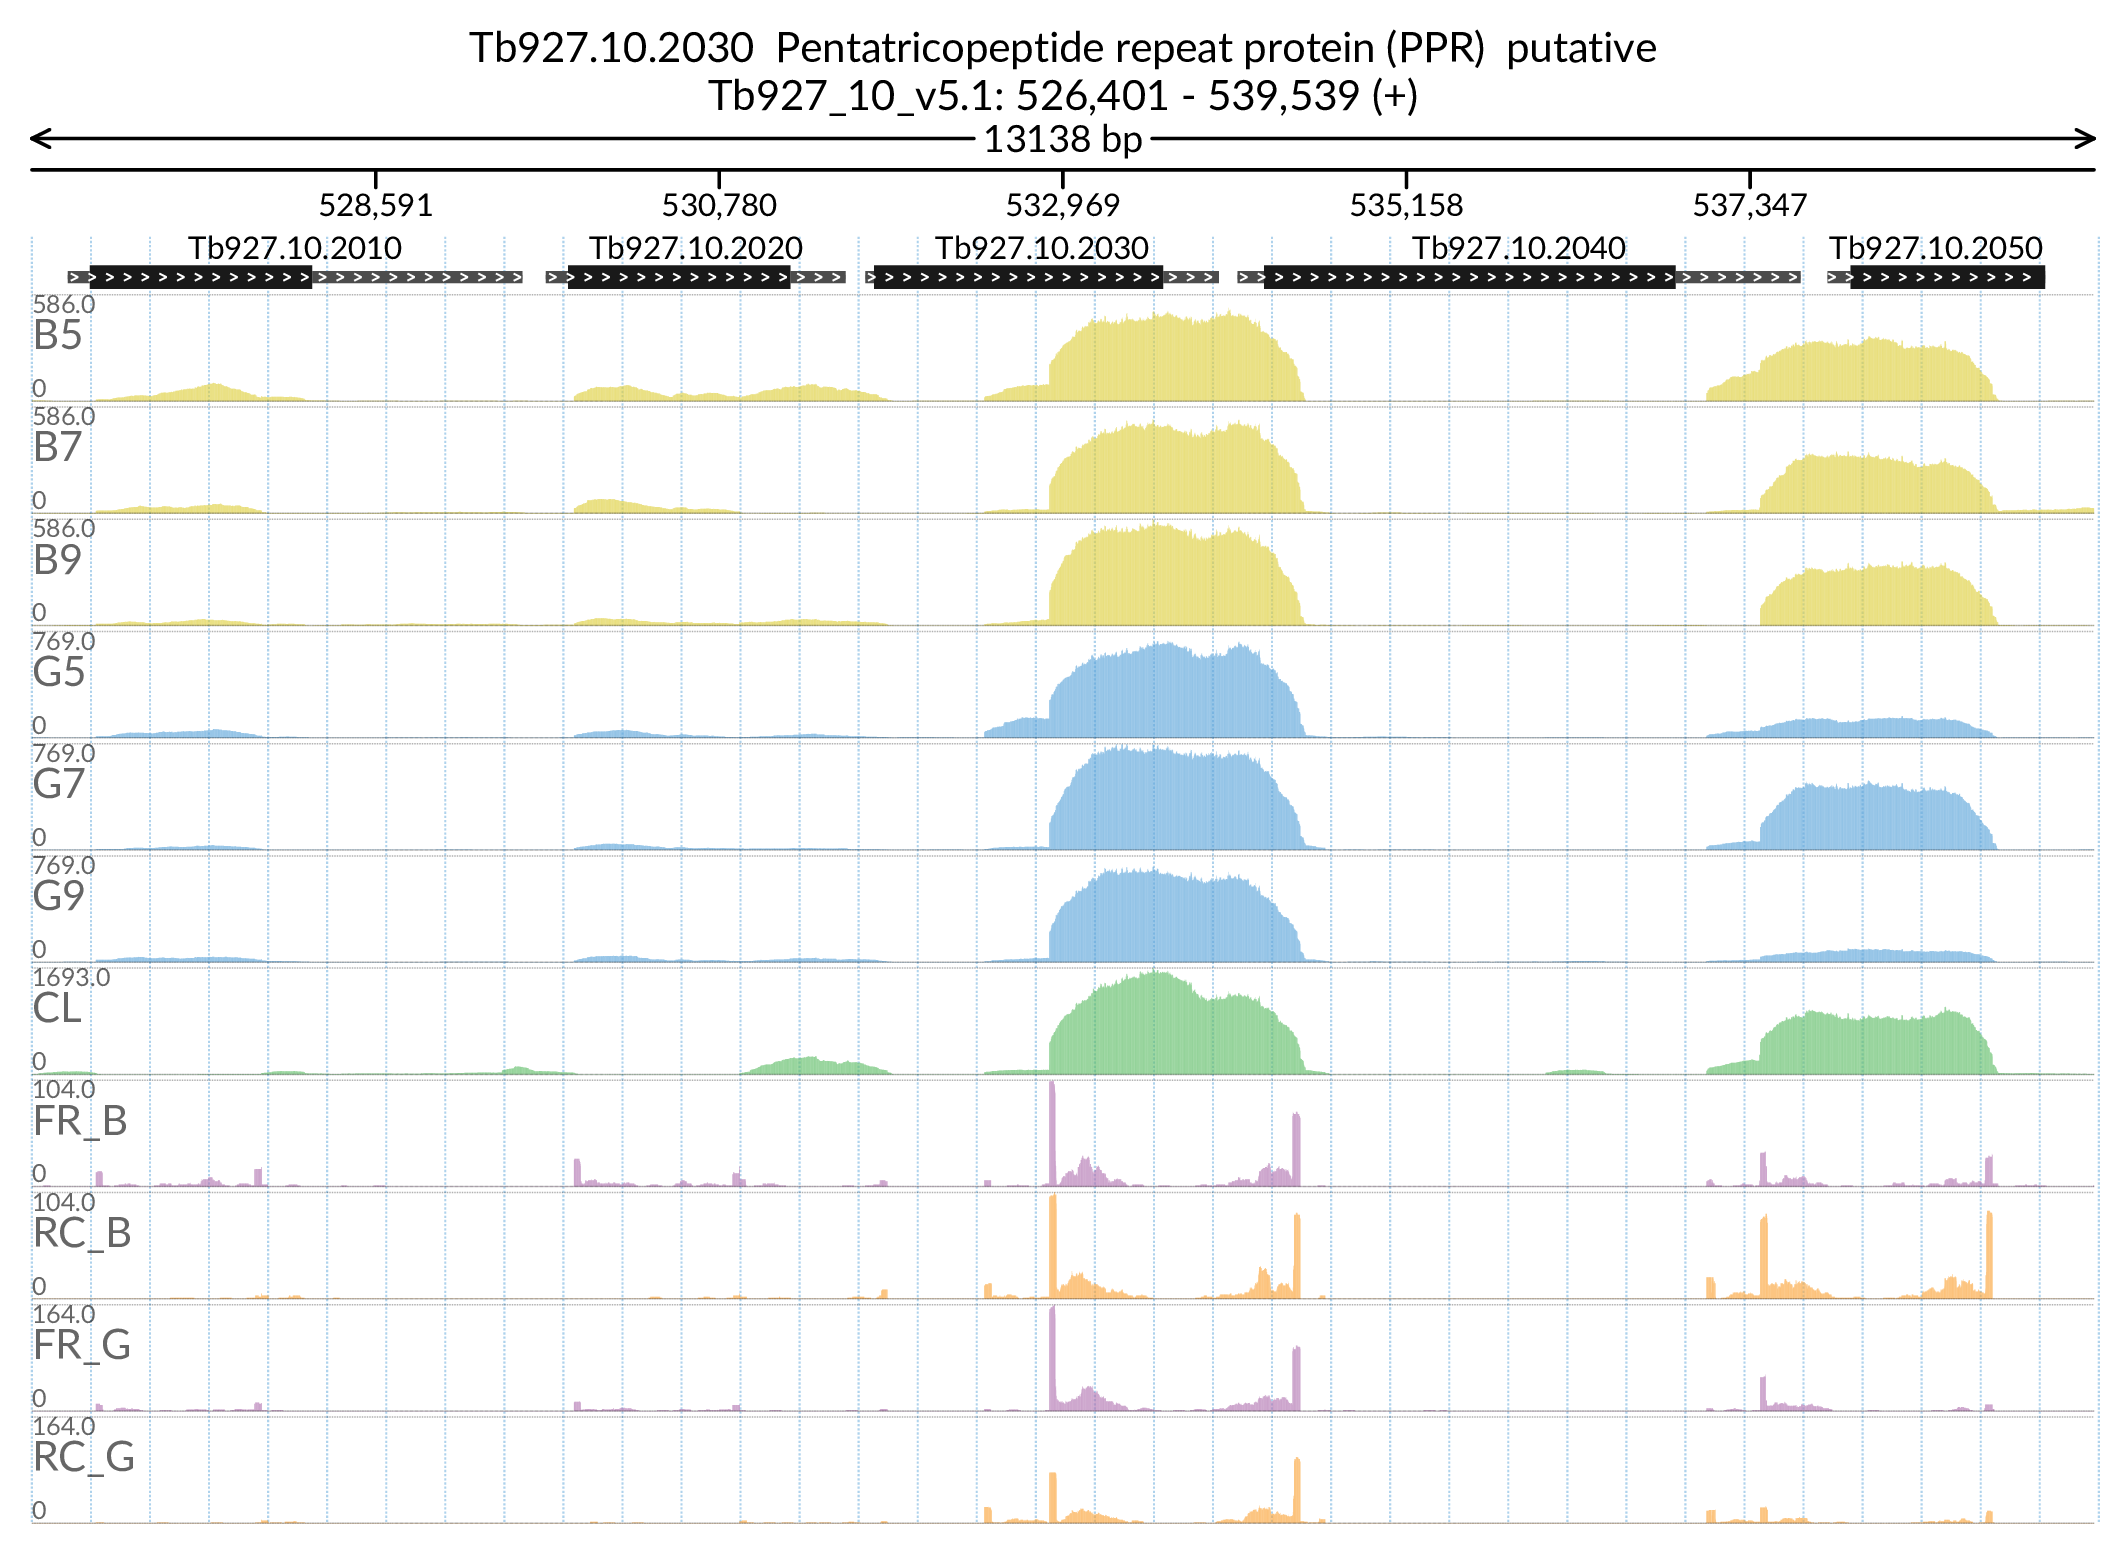 Tb927.10.2030 Pentatricopeptide repeat protein (PPR) putative
Tb927_10_v5.1: 526,401 - 539,539 (+)
13138 bp
528,591 530,780 532,969 535,158 537,347
Tb927.10.2010 Tb927.10.2020 Tb927.10.2030 Tb927.10.2040 Tb927.10.2050
586.0
B5
0
586.0
B7
0
586.0
B9
0
769.0
G5
0
769.0
G7
0
769.0
G9
0
1693.0
CL
0
104.0
FR_B
0
104.0
RC_B
0
164.0
FR_G
0
164.0
RC_G
0